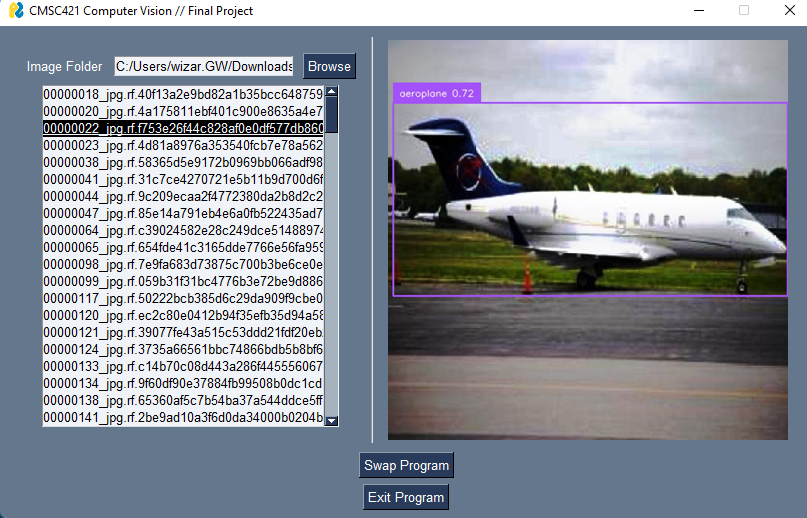 CMSC421 Computer Vision // Final Project
Image Folder C:/Users/wizar.GW/Downloads Browse
00000018_jpg.rf.40f13a2e9bd82a1b35bcc648759
00000020_jpg.rf.4a175811ebf401c900e8635a4e7
00000022_jpg.rf.f753e26f44c828af0e0df577db860
00000023_jpg.rf.4d81a8976a353540fcb7e78a562
00000038_jpg.rf.58365d5e9172b0969bb066adf98
00000041_jpg.rf.31c7ce4270721e5b11b9d700d6f
00000044_jpg.rf.9c209ecaa2f4772380da2b8d2c2
00000047_jpg.rf.85e14a791eb4e6a0fb522435ad7
00000064_jpg.rf.c39024582e28c249dce51488974
00000065_jpg.rf.654fde41c3165dde7766e56fa959
00000098_jpg.rf.7e9fa683d73875c700b3be6ce0e
00000099_jpg.rf.059b31f31bc4776b3e72be9d886
00000117_jpg.rf.50222bcb385d6c29da909f9cbe0
00000120_jpg.rf.ec2c80e0412b94f35efb35d94a58
00000121_jpg.rf.39077fe43a515c53ddd21fdf20eb
00000124_jpg.rf.3735a66561bbc74866bdb5b8bf6
00000133_jpg.rf.c14b70c08d443a286f445556067
00000134_jpg.rf.9f60df90e37884fb99508b0dc1cd
00000138_jpg.rf.65360af5c7b54ba37a544ddce5ff
00000141_jpg.rf.2be9ad10a3f6d0da34000b0204b
aeroplane 0.72
Swap Program
Exit Program